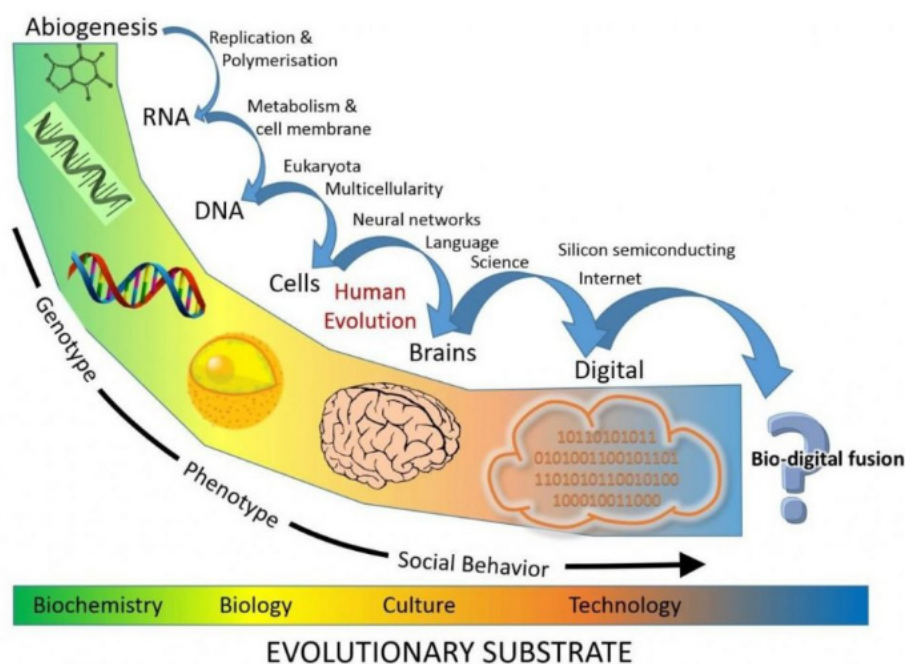 Abiogenesis
Replication &
Polymerisation
RNA
Metabolism &
cell membrane
DNA
Eukaryota
Multicellularity
Cells
Neural networks
Language
Science
Human
Evolution
Brains
Silicon semiconducting
Internet
Digital
10110101011
0101001100101101
1101010110010100
100010011000
?
Bio-digital fusion
Genotype
Phenotype
Social Behavior
Biochemistry
Biology
Culture
Technology
EVOLUTIONARY SUBSTRATE